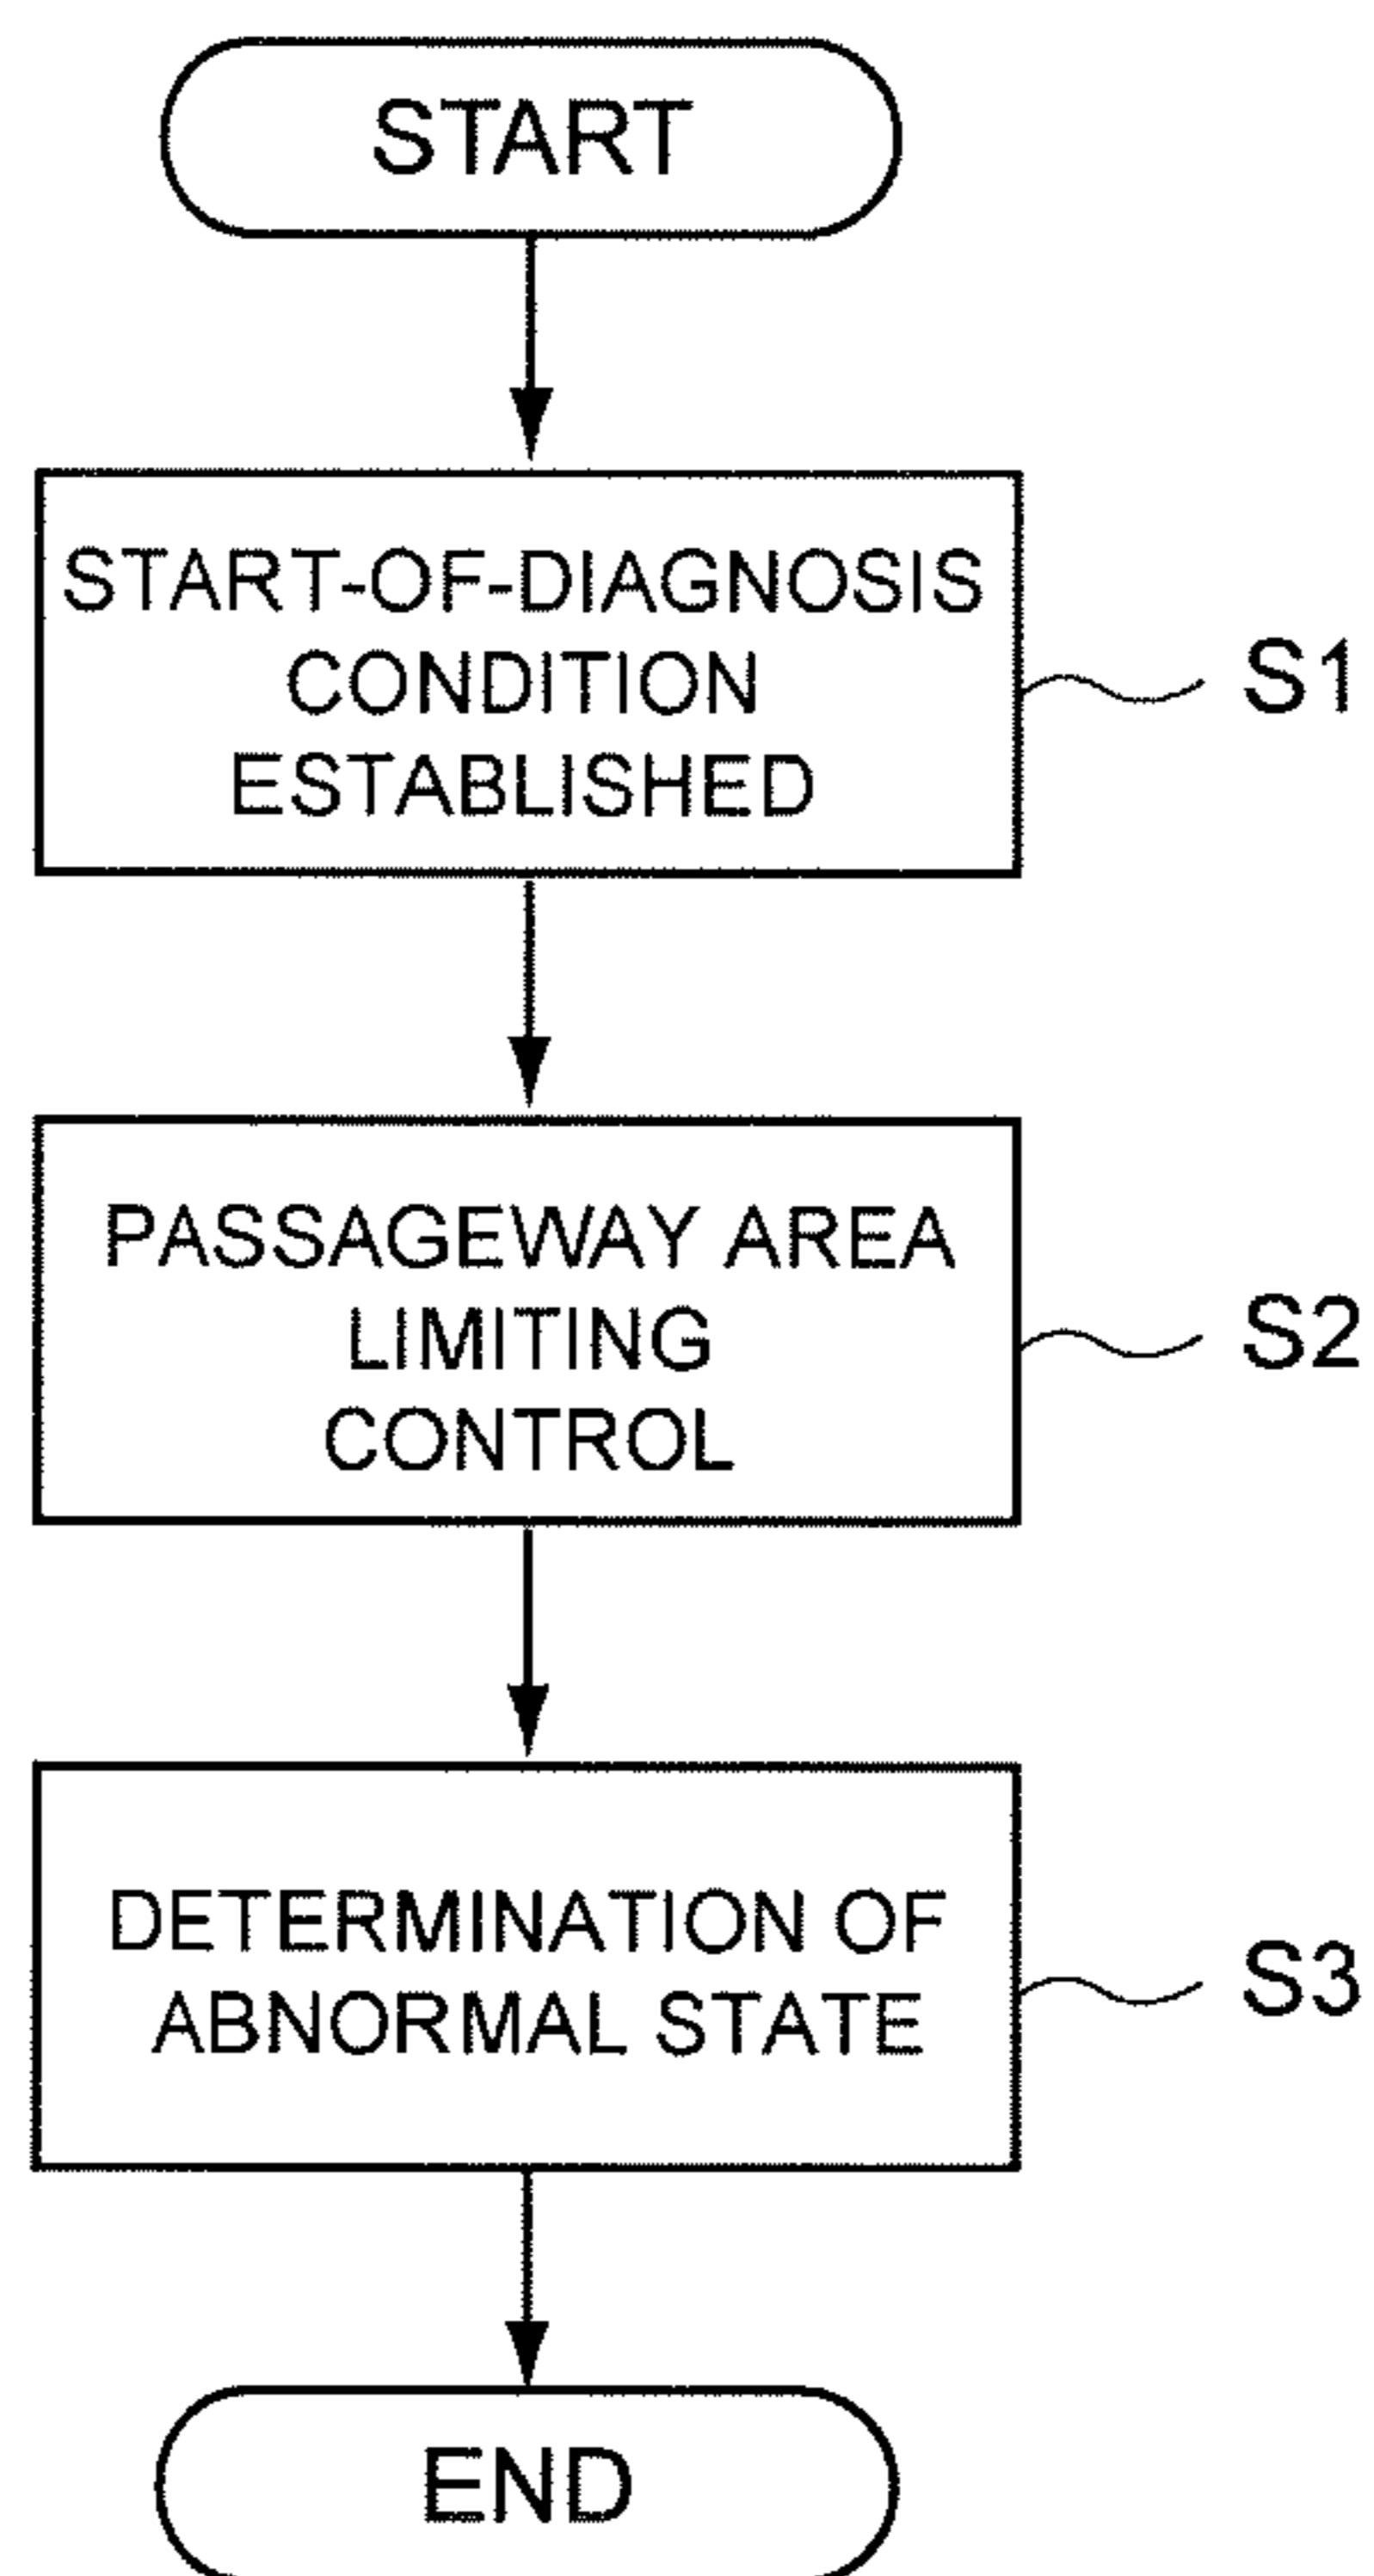 START
START-OF-DIAGNOSIS
CONDITION
ESTABLISHED
S1
PASSAGEWAY AREA
LIMITING
CONTROL
S2
DETERMINATION OF
ABNORMAL STATE
S3
END